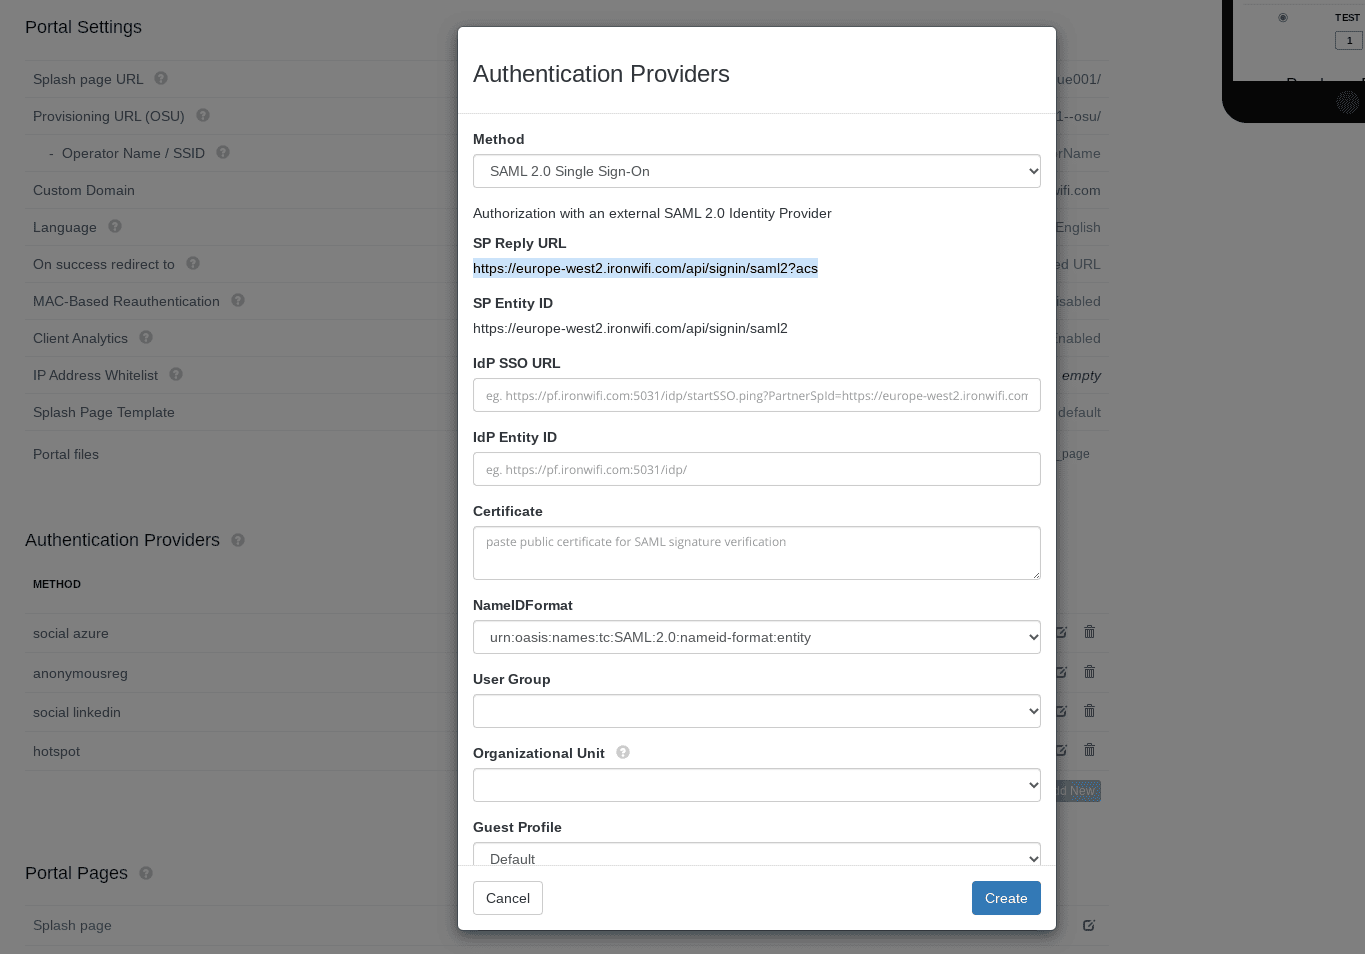 Portal Settings
Splash page URL
ue001/
Provisioning URL (OSU)
1--osu/
- Operator Name / SSID
rName
Custom Domain
vifi.com
Language
English
On success redirect to
ed URL
MAC-Based Reauthentication
isabled
Client Analytics
Enabled
IP Address Whitelist
empty
Splash Page Template
default
Portal files
_page
Authentication Providers
METHOD
social azure
anonymousreg
social linkedin
hotspot
dd New
Portal Pages
Splash page
Authentication Providers
Method
SAML 2.0 Single Sign-On
Authorization with an external SAML 2.0 Identity Provider
SP Reply URL
https://europe-west2.ironwifi.com/api/signin/saml2?acs
SP Entity ID
https://europe-west2.ironwifi.com/api/signin/saml2
IdP SSO URL
eg. https://pf.ironwifi.com:5031/idp/startSSO.ping?PartnerSpId=https://europe-west2.ironwifi.com
IdP Entity ID
eg. https://pf.ironwifi.com:5031/idp/
Certificate
paste public certificate for SAML signature verification
NameIDFormat
urn:oasis:names:tc:SAML:2.0:nameid-format:entity
User Group
Organizational Unit
Guest Profile
Default
Cancel
Create
TEST
1